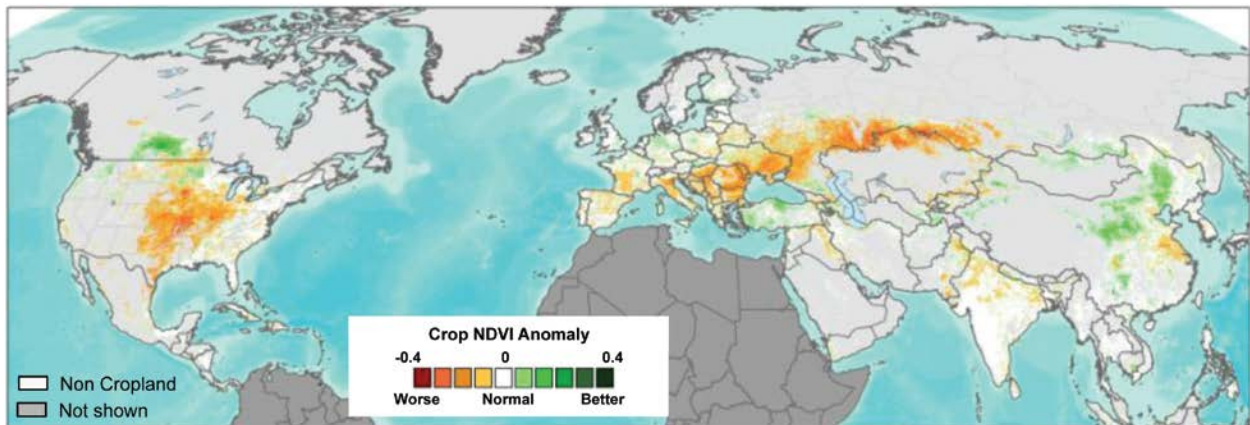 Crop NDVI Anomaly
-0.4 0 0.4
Worse Normal Better
Non Cropland
Not shown